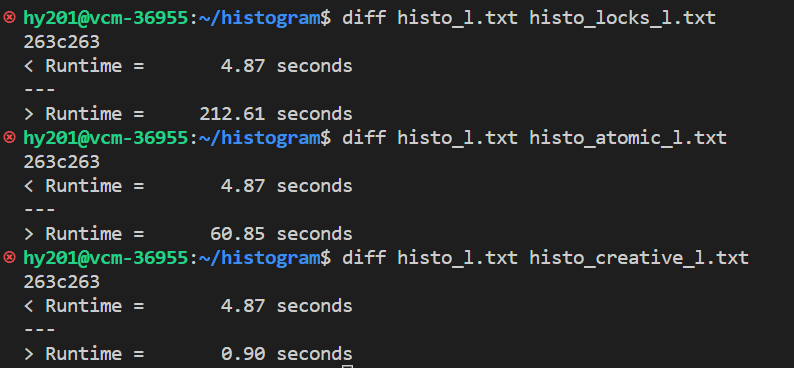 hy201@vcm-36955:~/histogram$ diff histo_l.txt histo_locks_l.txt
263c263
< Runtime =       4.87 seconds
---
> Runtime =     212.61 seconds
hy201@vcm-36955:~/histogram$ diff histo_l.txt histo_atomic_l.txt
263c263
< Runtime =       4.87 seconds
---
> Runtime =      60.85 seconds
hy201@vcm-36955:~/histogram$ diff histo_l.txt histo_creative_l.txt
263c263
< Runtime =       4.87 seconds
---
> Runtime =       0.90 seconds